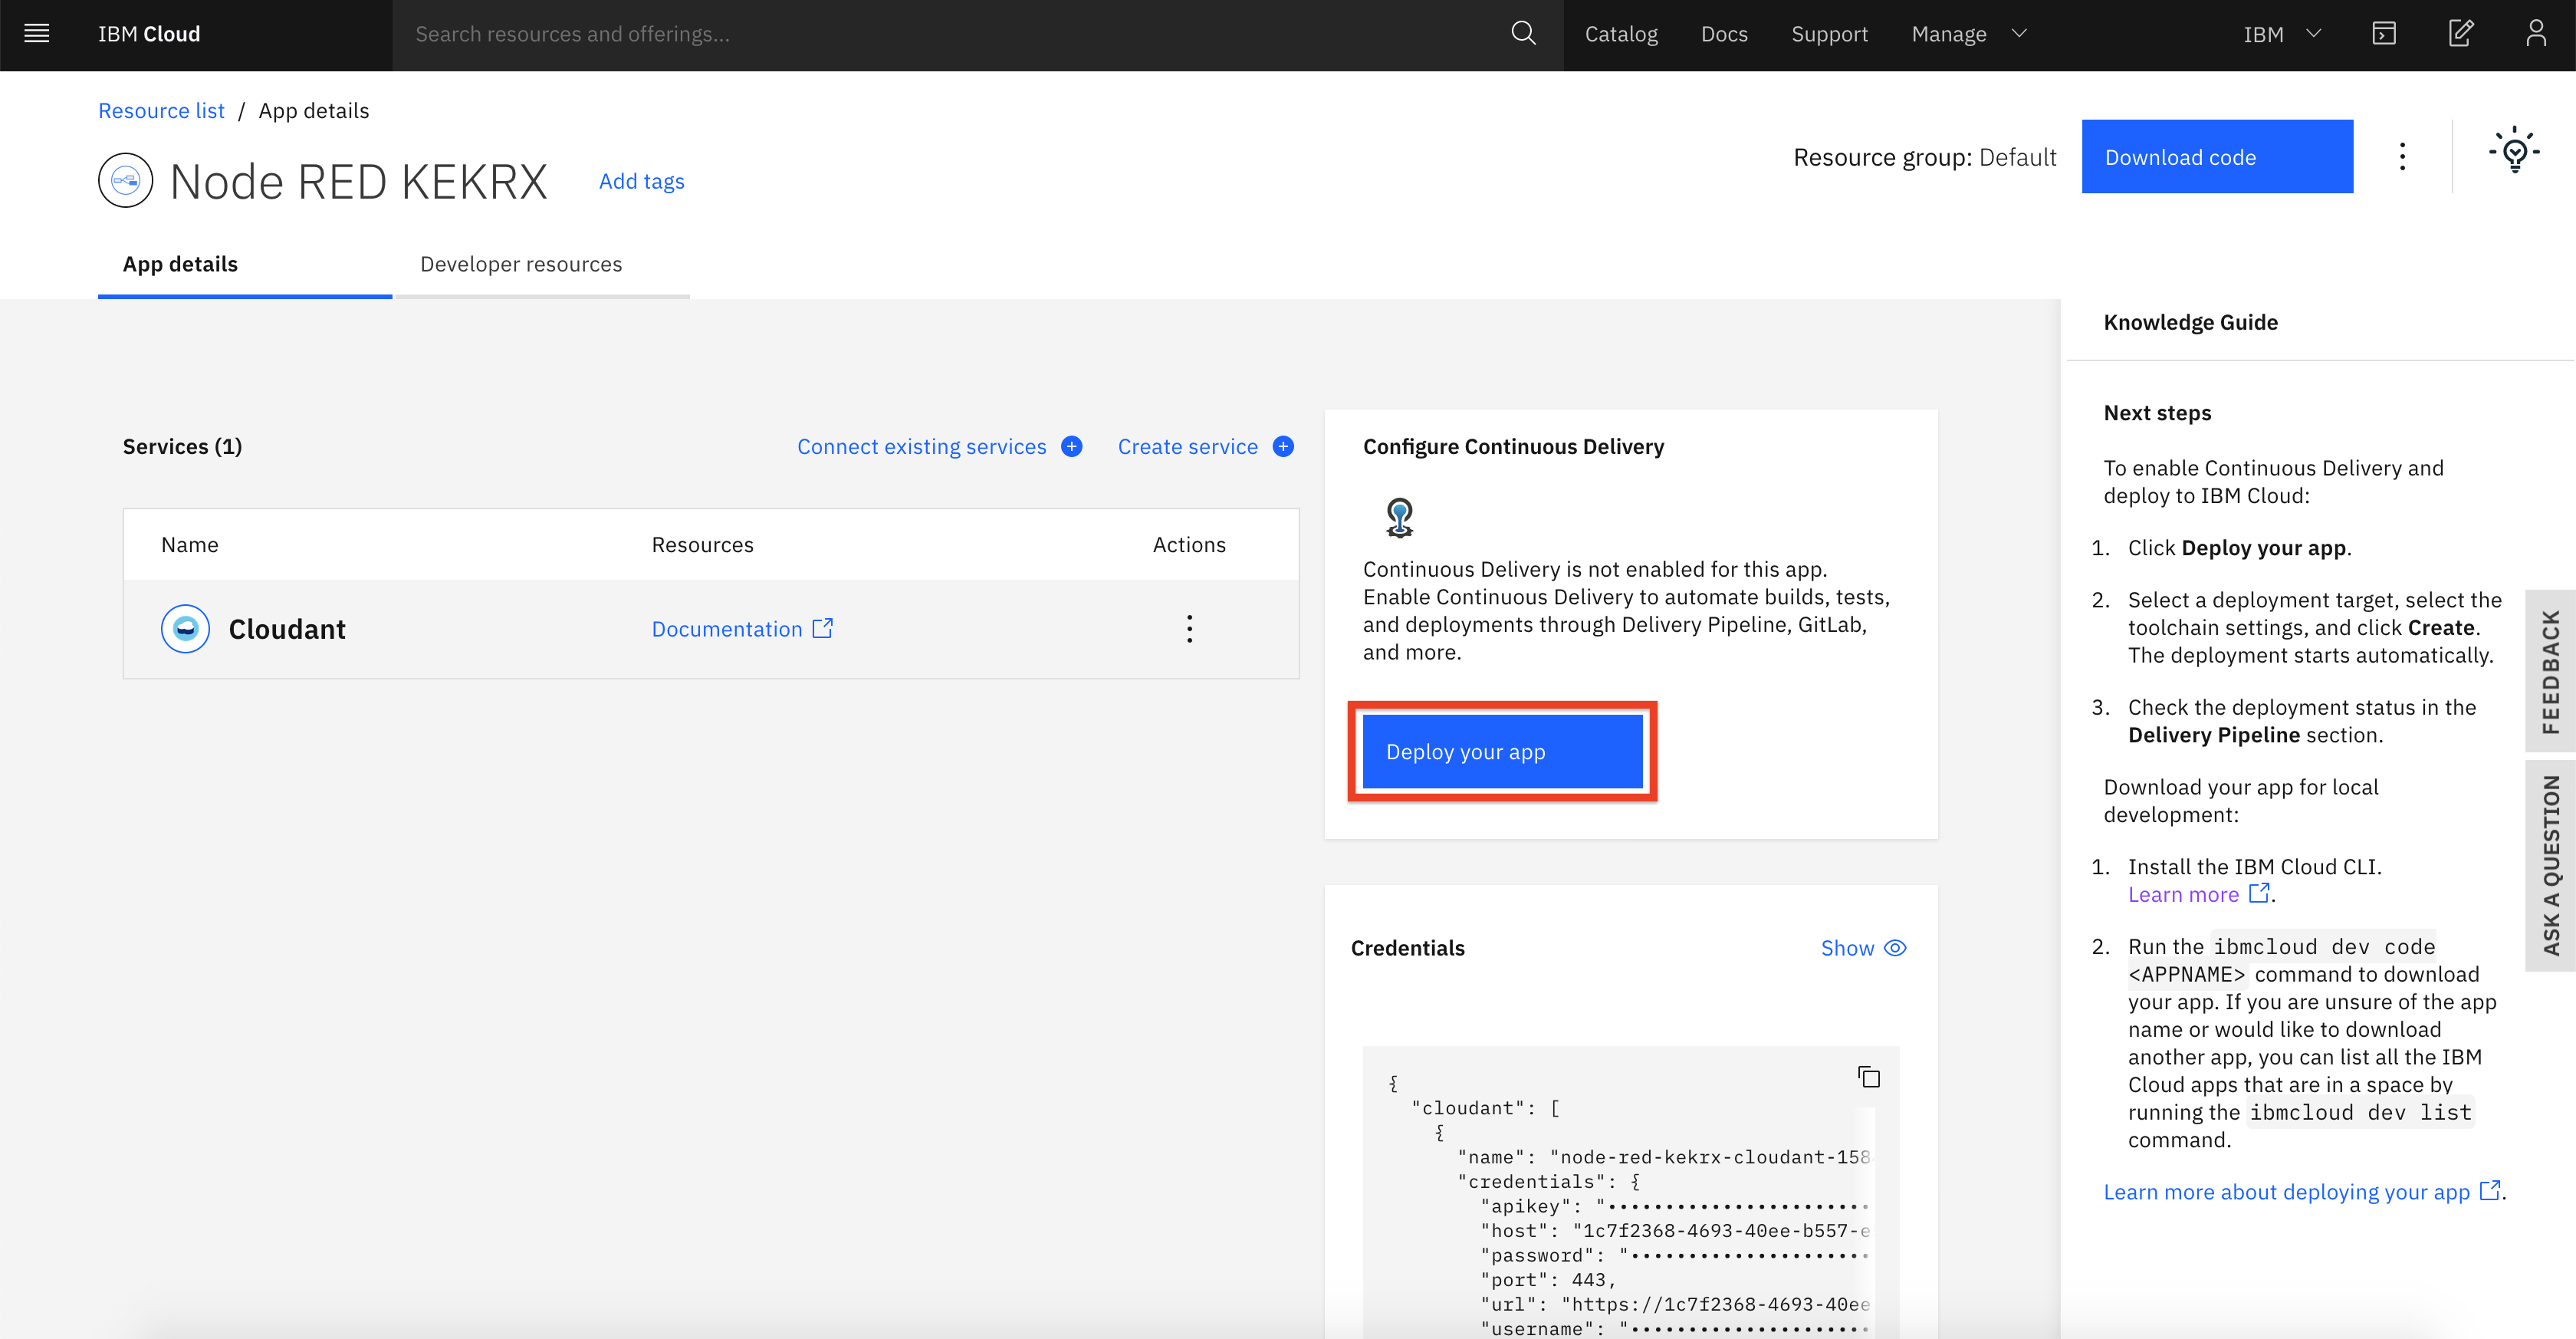 IBM Cloud
Search resources and offerings...
Catalog
Docs
Support
Manage
IBM
Resource list / App details
Node RED KEKRX
Add tags
Resource group: Default
Download code
App details
Developer resources
Services (1)
Connect existing services
Create service
Name
Resources
Actions
Cloudant
Documentation
Configure Continuous Delivery
Continuous Delivery is not enabled for this app.
Enable Continuous Delivery to automate builds, tests,
and deployments through Delivery Pipeline, GitLab,
and more.
Deploy your app
Credentials
Show
{
"cloudant": [
{
"name": "node-red-kekrx-cloudant-158
"credentials": {
"apikey": "•••••••••••••••••••••••
"host": "1c7f2368-4693-40ee-b557-e
"password": "•••••••••••••••••••••
"port": 443,
"url": "https://1c7f2368-4693-40ee
"username": "•••••••••••••••••••••
Knowledge Guide
Next steps
To enable Continuous Delivery and
deploy to IBM Cloud:
1. Click Deploy your app.
2. Select a deployment target, select the
toolchain settings, and click Create.
The deployment starts automatically.
3. Check the deployment status in the
Delivery Pipeline section.
Download your app for local
development:
1. Install the IBM Cloud CLI.
Learn more .
2. Run the ibmcloud dev code
<APPNAME> command to download
your app. If you are unsure of the app
name or would like to download
another app, you can list all the IBM
Cloud apps that are in a space by
running the ibmcloud dev list
command.
Learn more about deploying your app .
FEEDBACK
ASK A QUESTION